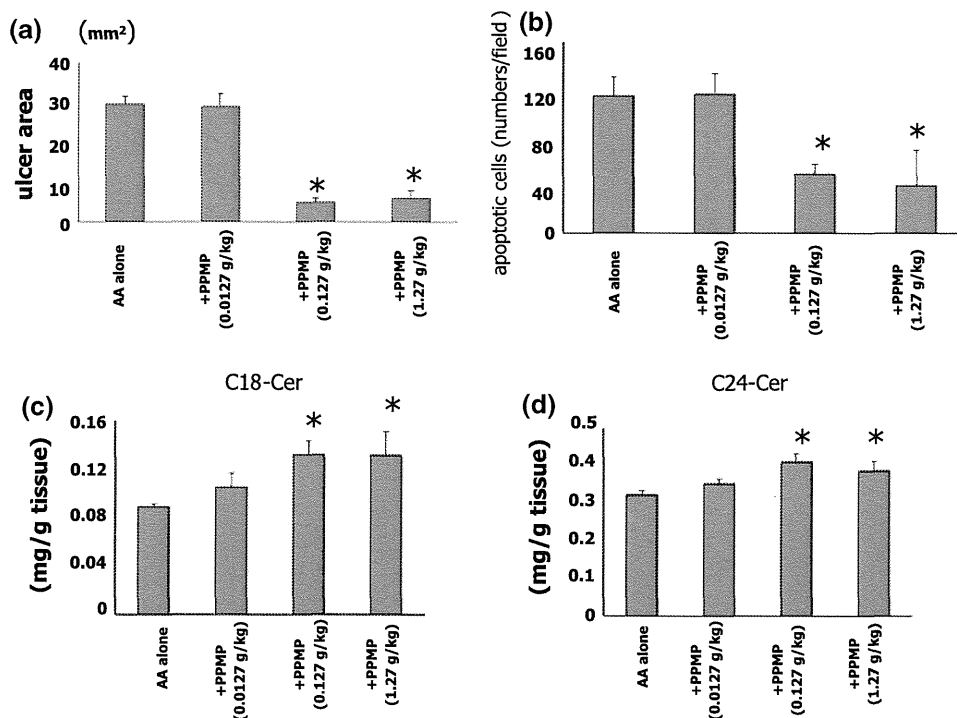 (a) (mm²)
ulcer area
40
30
20
10
0
AA alone
+PPMP
(0.0127 g/kg)
+PPMP
(0.127 g/kg)
+PPMP
(1.27 g/kg)
*
*
(b)
apoptotic cells (numbers/field)
160
120
80
40
0
AA alone
+PPMP
(0.0127 g/kg)
+PPMP
(0.127 g/kg)
+PPMP
(1.27 g/kg)
*
*
C18-Cer
(c)
(mg/g tissue)
0.16
0.12
0.08
0.04
0
AA alone
+PPMP
(0.0127 g/kg)
+PPMP
(0.127 g/kg)
+PPMP
(1.27 g/kg)
*
*
C24-Cer
(d)
(mg/g tissue)
0.5
0.4
0.3
0.2
0.1
0
AA alone
+PPMP
(0.0127 g/kg)
+PPMP
(0.127 g/kg)
+PPMP
(1.27 g/kg)
*
*